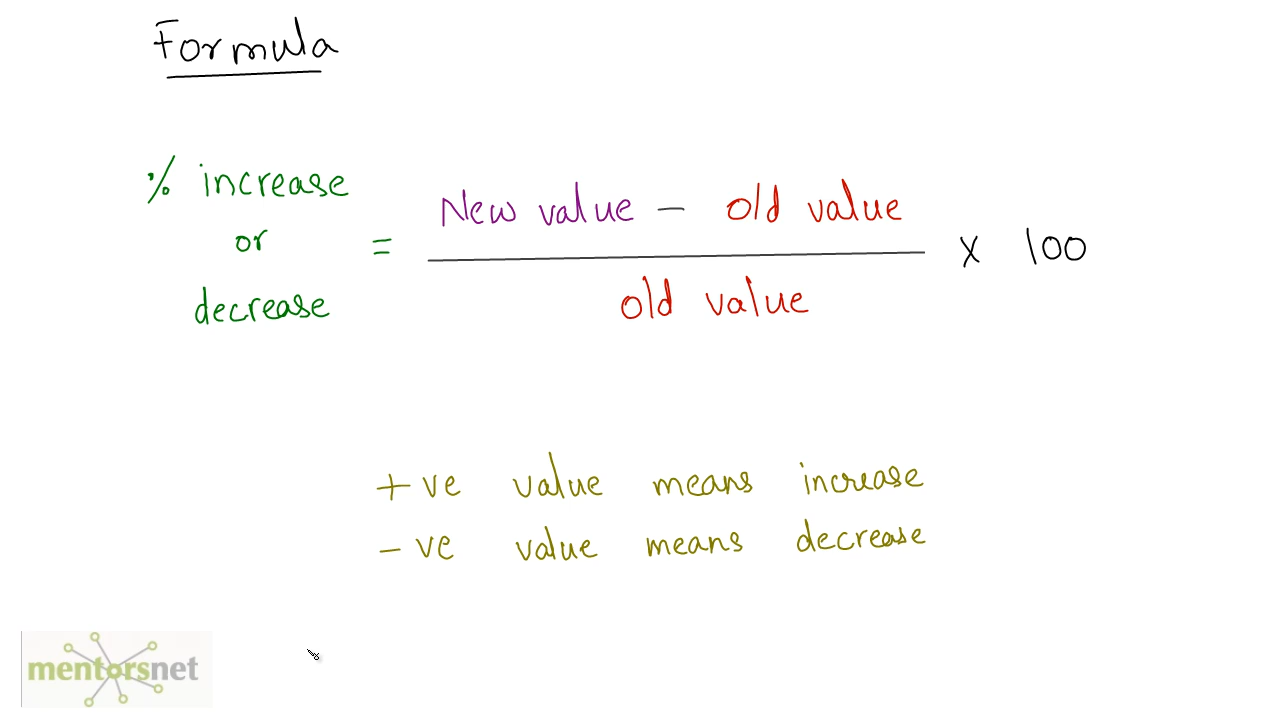 Formula
% increase
or
decrease
=
New value - old value
old value
x 100
+ve value means increase
-ve value means decrease
mentorsnet